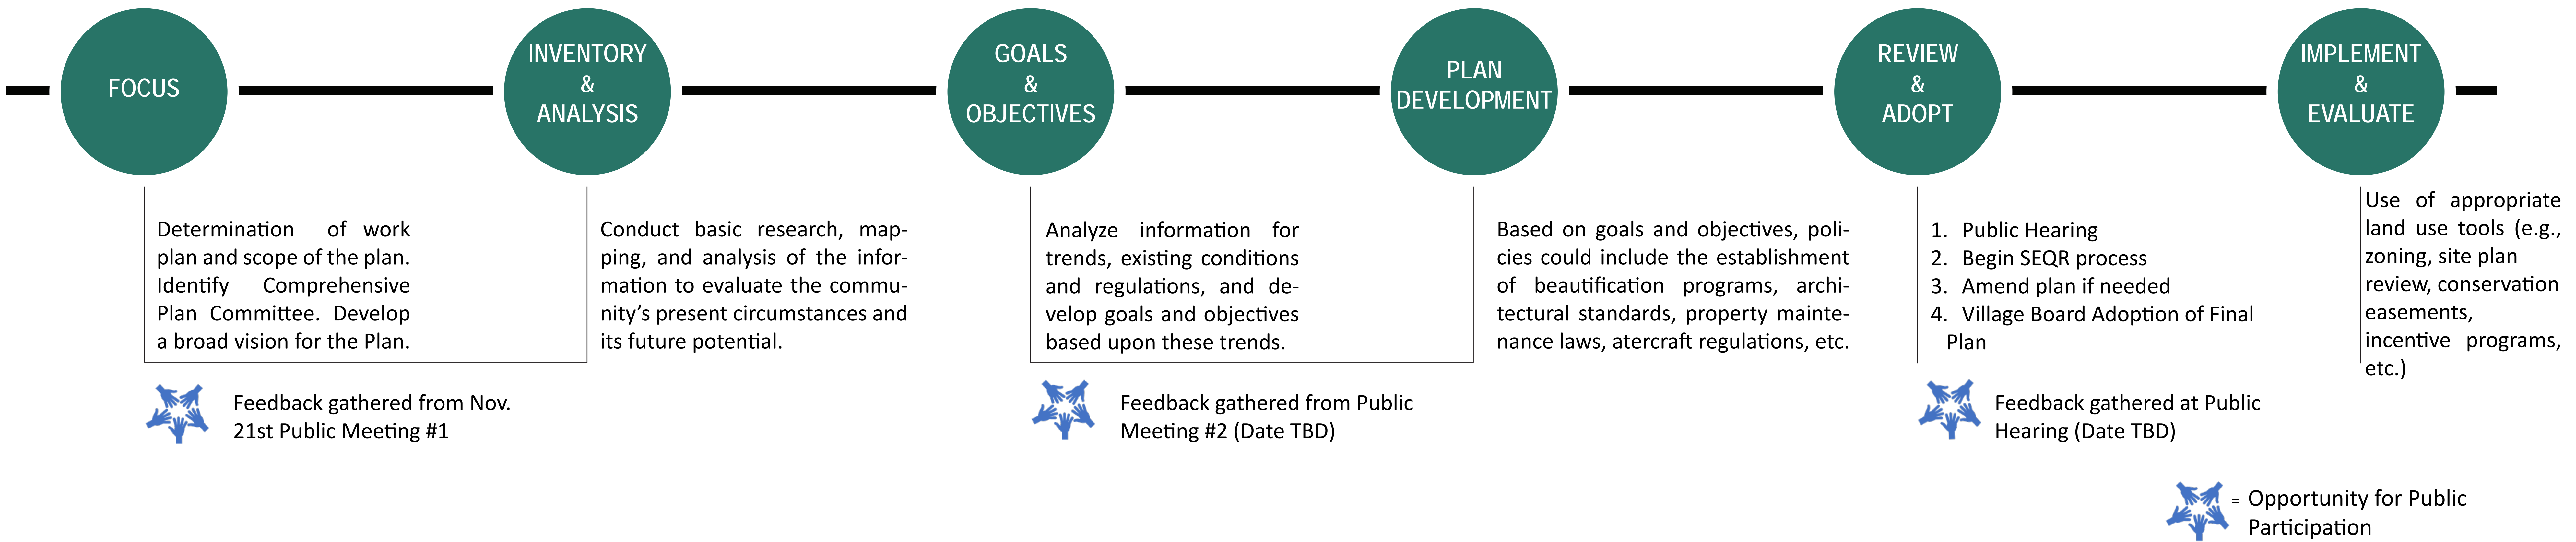 FOCUS
INVENTORY
&
ANALYSIS
GOALS
&
OBJECTIVES
PLAN
DEVELOPMENT
REVIEW
&
ADOPT
IMPLEMENT
&
EVALUATE
Determination of work
plan and scope of the plan.
Identify Comprehensive
Plan Committee. Develop
a broad vision for the Plan.
Conduct basic research, map-
ping, and analysis of the infor-
mation to evaluate the commu-
nity's present circumstances and
its future potential.
Analyze information for
trends, existing conditions
and regulations, and de-
velop goals and objectives
based upon these trends.
Based on goals and objectives, poli-
cies could include the establishment
of beautification programs, archi-
tectural standards, property mainte-
nance laws, atercraft regulations, etc.
1. Public Hearing
2. Begin SEQR process
3. Amend plan if needed
4. Village Board Adoption of Final
Plan
Use of appropriate
land use tools (e.g.,
zoning, site plan
review, conservation
easements,
incentive programs,
etc.)
Feedback gathered from Nov.
21st Public Meeting #1
Feedback gathered from Public
Meeting #2 (Date TBD)
Feedback gathered at Public
Hearing (Date TBD)
= Opportunity for Public
Participation